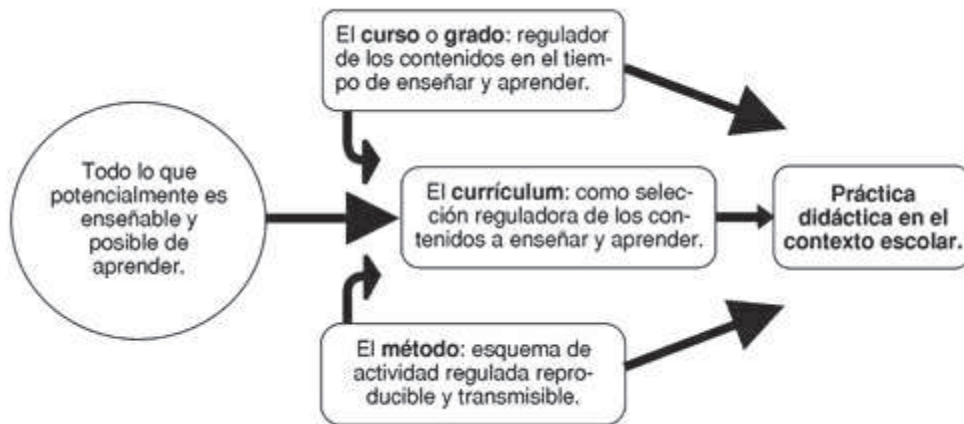 El curso o grado: regulador
de los contenidos en el tiem-
po de enseñar y aprender.
Todo lo que
potencialmente es
enseñable y
posible de
aprender.
El currículum: como selec-
ción reguladora de los con-
tenidos a enseñar y aprender.
Práctica
didáctica en el
contexto escolar.
El método: esquema de
actividad regulada repro-
ducible y transmisible.